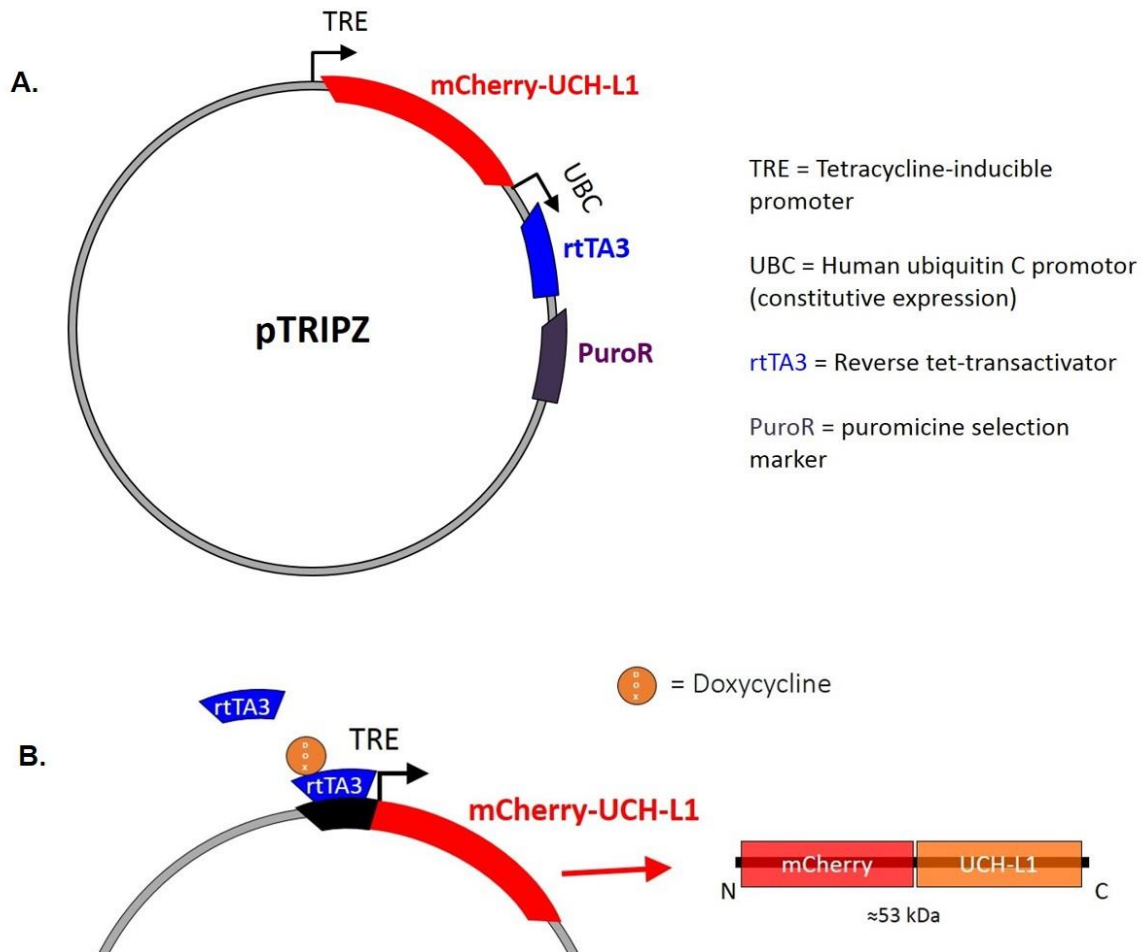 A.
TRE
mCherry-UCH-L1
UBC
rtTA3
PuroR
pTRIPZ
TRE = Tetracycline-inducible
promoter
UBC = Human ubiquitin C promotor
(constitutive expression)
rtTA3 = Reverse tet-transactivator
PuroR = puromicine selection
marker
B.
rtTA3
DOX
rtTA3
TRE
mCherry-UCH-L1
DOX = Doxycycline
mCherry UCH-L1
N C
≈53 kDa